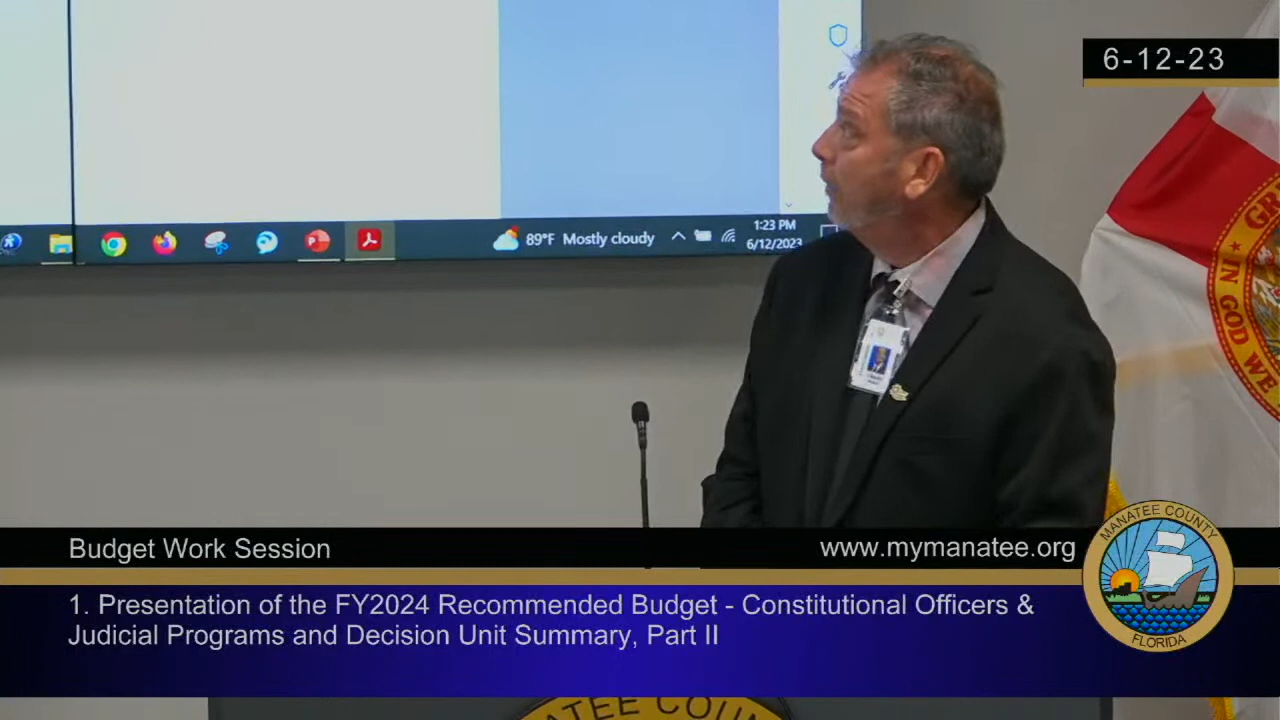 6-12-23
89°F Mostly cloudy
1:23 PM
6/12/2023
IN GOD WE
Budget Work Session
www.mymanatee.org
1. Presentation of the FY2024 Recommended Budget - Constitutional Officers &
Judicial Programs and Decision Unit Summary, Part II
MANATEE COUNTY
FLORIDA
MANATEE COUN